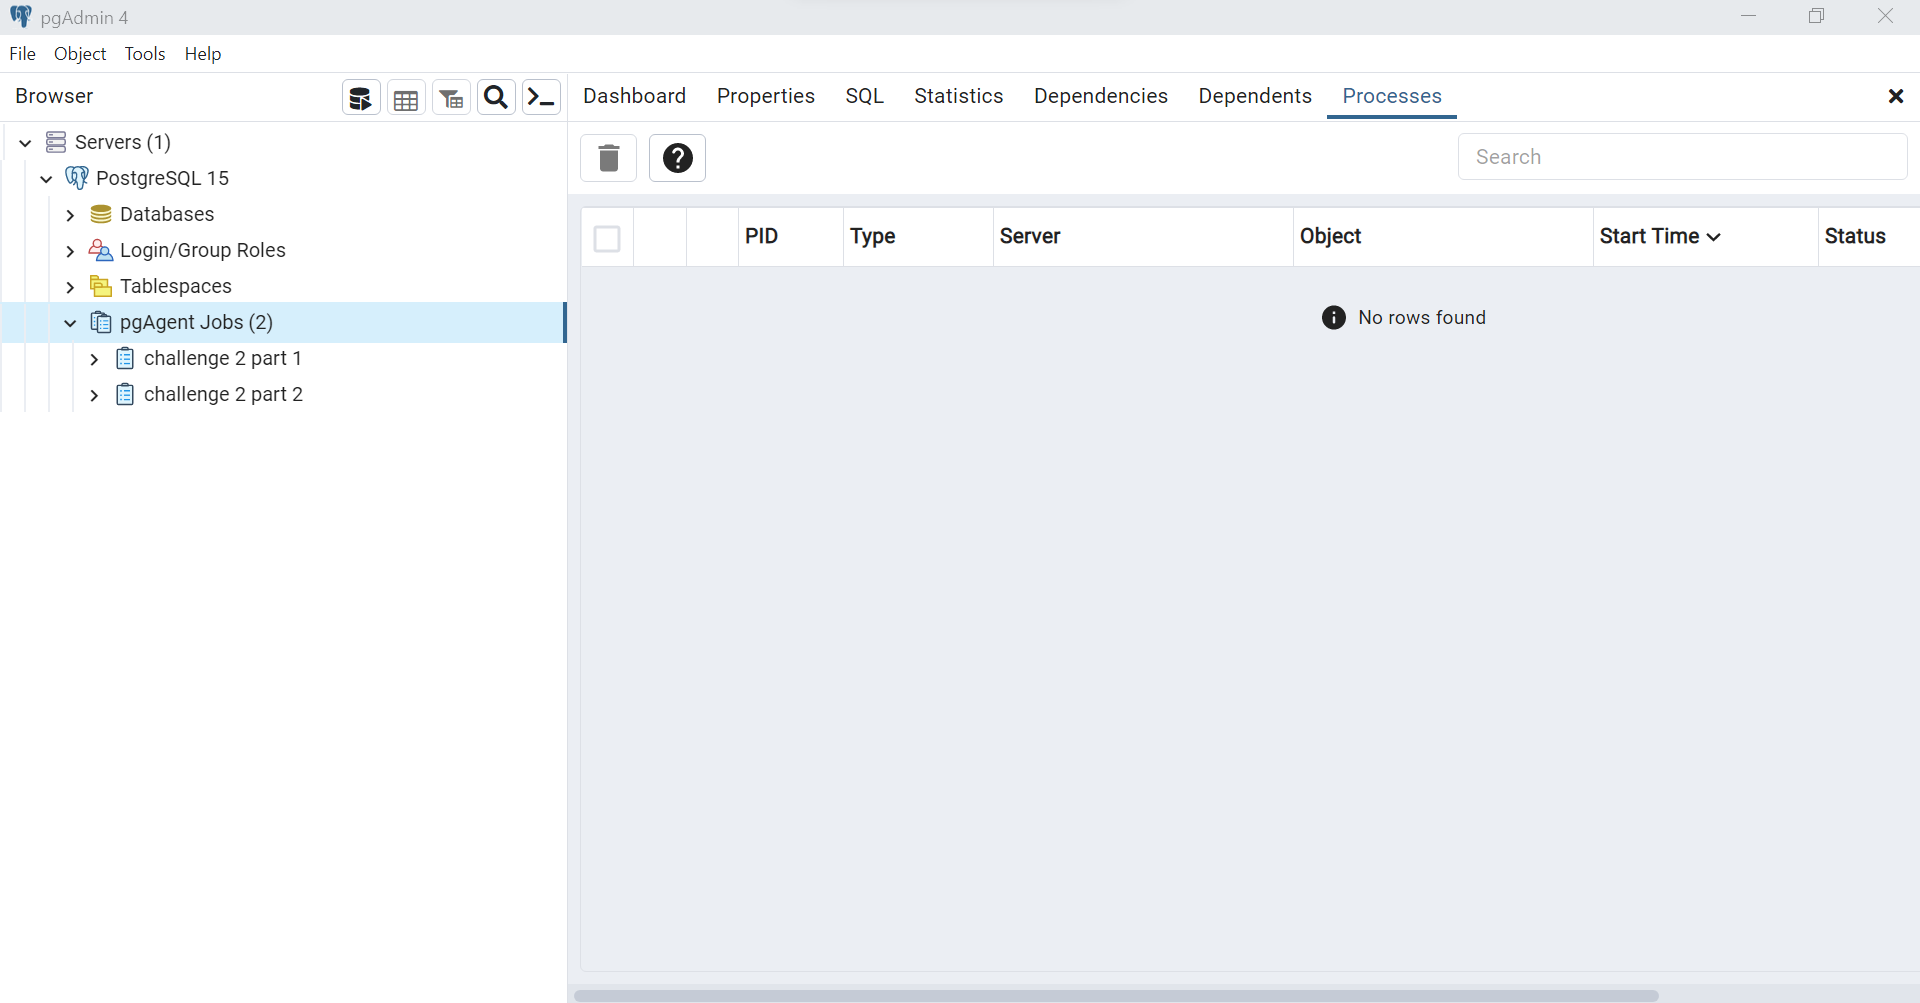 pgAdmin 4
File Object Tools Help
Browser
Dashboard Properties SQL Statistics Dependencies Dependents Processes
Servers (1)
PostgreSQL 15
Databases
Login/Group Roles
Tablespaces
pgAgent Jobs (2)
challenge 2 part 1
challenge 2 part 2
Search
PID Type Server Object Start Time Status
No rows found